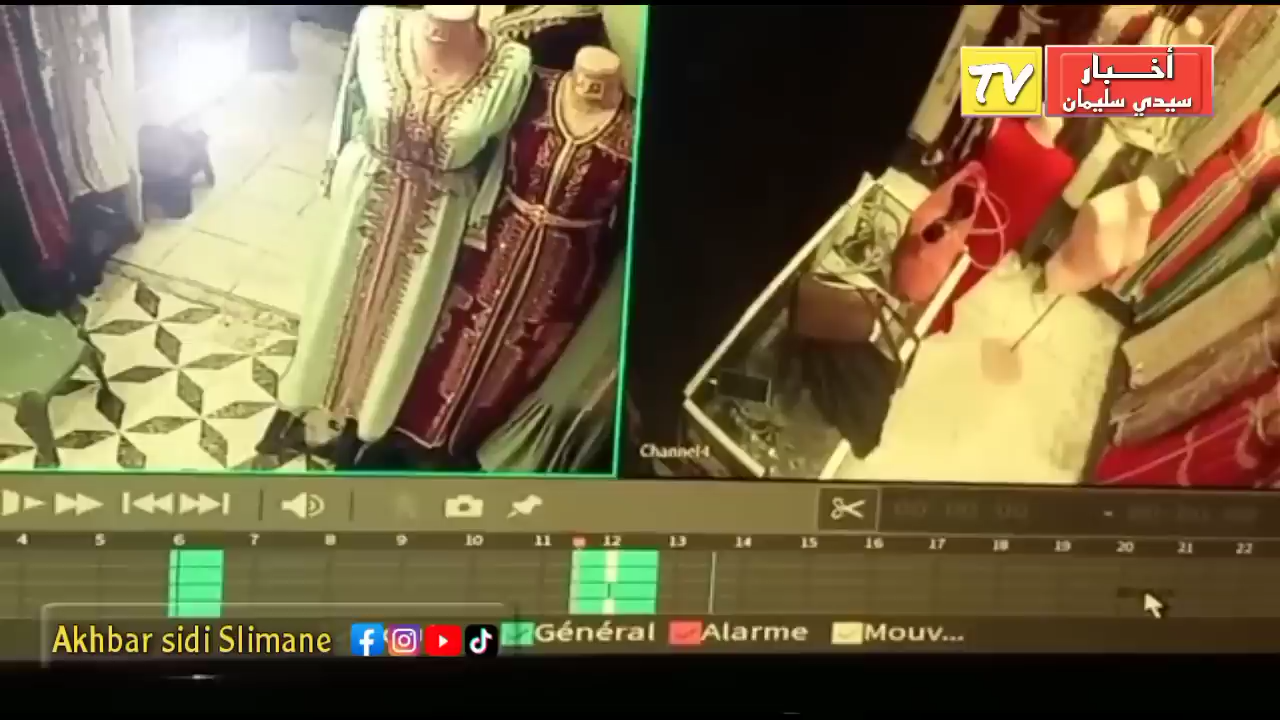 TV
أخبار
سيدي سليمان
Channel4
4 5 6 7 8 9 10 11 12 13 14 15 16 17 18 19 20 21 22
Général Alarme Mouv...
Akhbar sidi Slimane